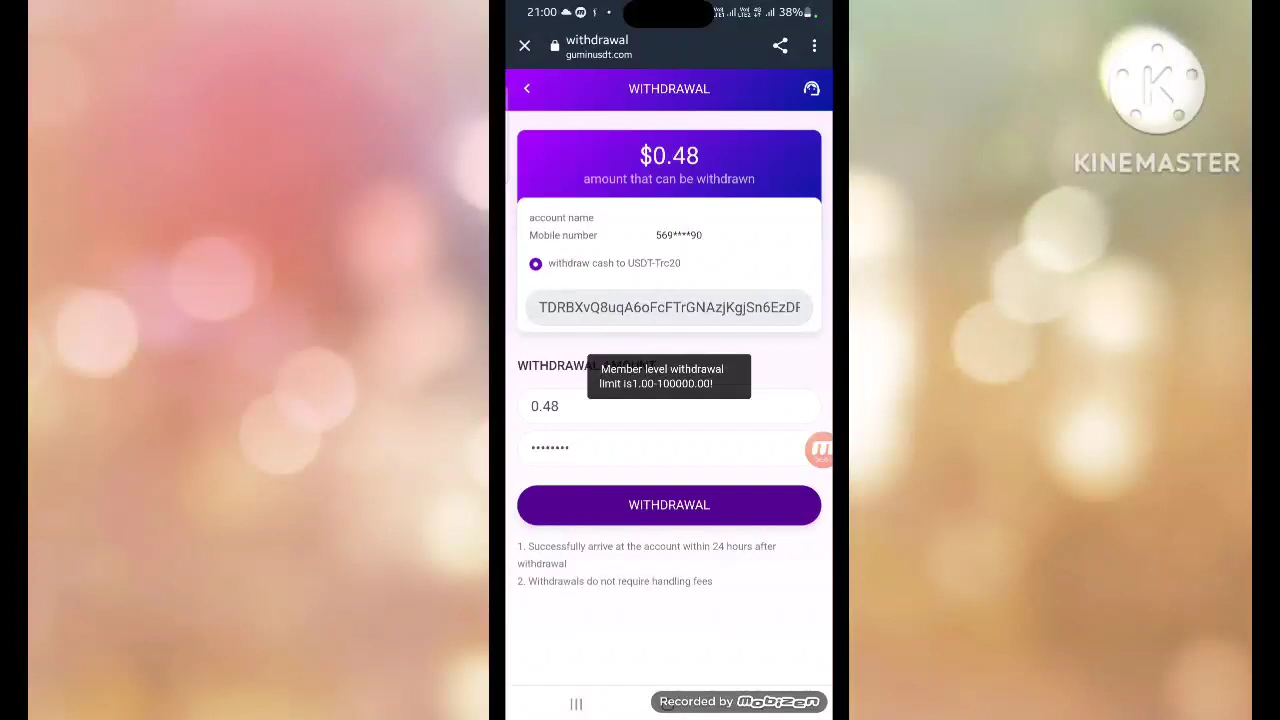 21:00
38%
withdrawal
guminusdt.com
KINEMASTER
WITHDRAWAL
$0.48
amount that can be withdrawn
account name
Mobile number 569****90
withdraw cash to USDT-Trc20
TDRBXvQ8uqA6oFcFTrGNAzjKgjSn6EzDF
WITHDRAWAL AMOUNT
Member level withdrawal
limit is1.00-100000.00!
0.48
••••••••
WITHDRAWAL
1. Successfully arrive at the account within 24 hours after
withdrawal
2. Withdrawals do not require handling fees
Recorded by mobizen